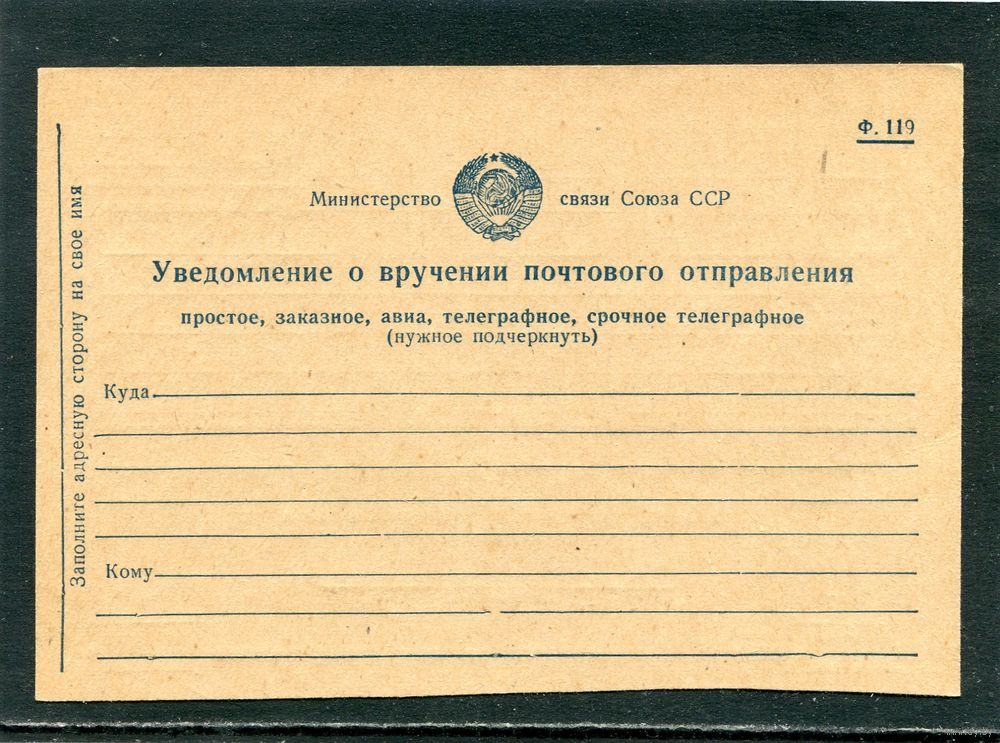 Ф. 119
Министерство связи Союза ССР
Уведомление о вручении почтового отправления
простое, заказное, авиа, телеграфное, срочное телеграфное
(нужное подчеркнуть)
Куда
Кому
Заполните адресную сторону на свое имя